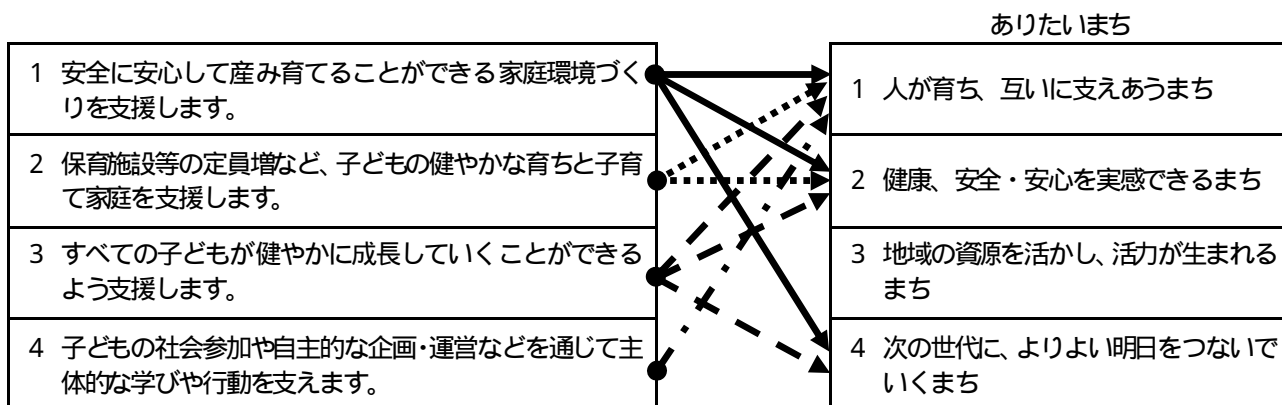 ありたいまち
1 安全に安心して産み育てることができる家庭環境づく
りを支援します。
2 保育施設等の定員増など、子どもの健やかな育ちと子育
て家庭を支援します。
3 すべての子どもが健やかに成長していくことができる
よう支援します。
4 子どもの社会参加や自主的な企画・運営などを通じて主
体的な学びや行動を支えます。
1 人が育ち、互いに支えあうまち
2 健康、安全・安心を実感できるまち
3 地域の資源を活かし、活力が生まれる
まち
4 次の世代に、よりよい明日をつないで
いくまち